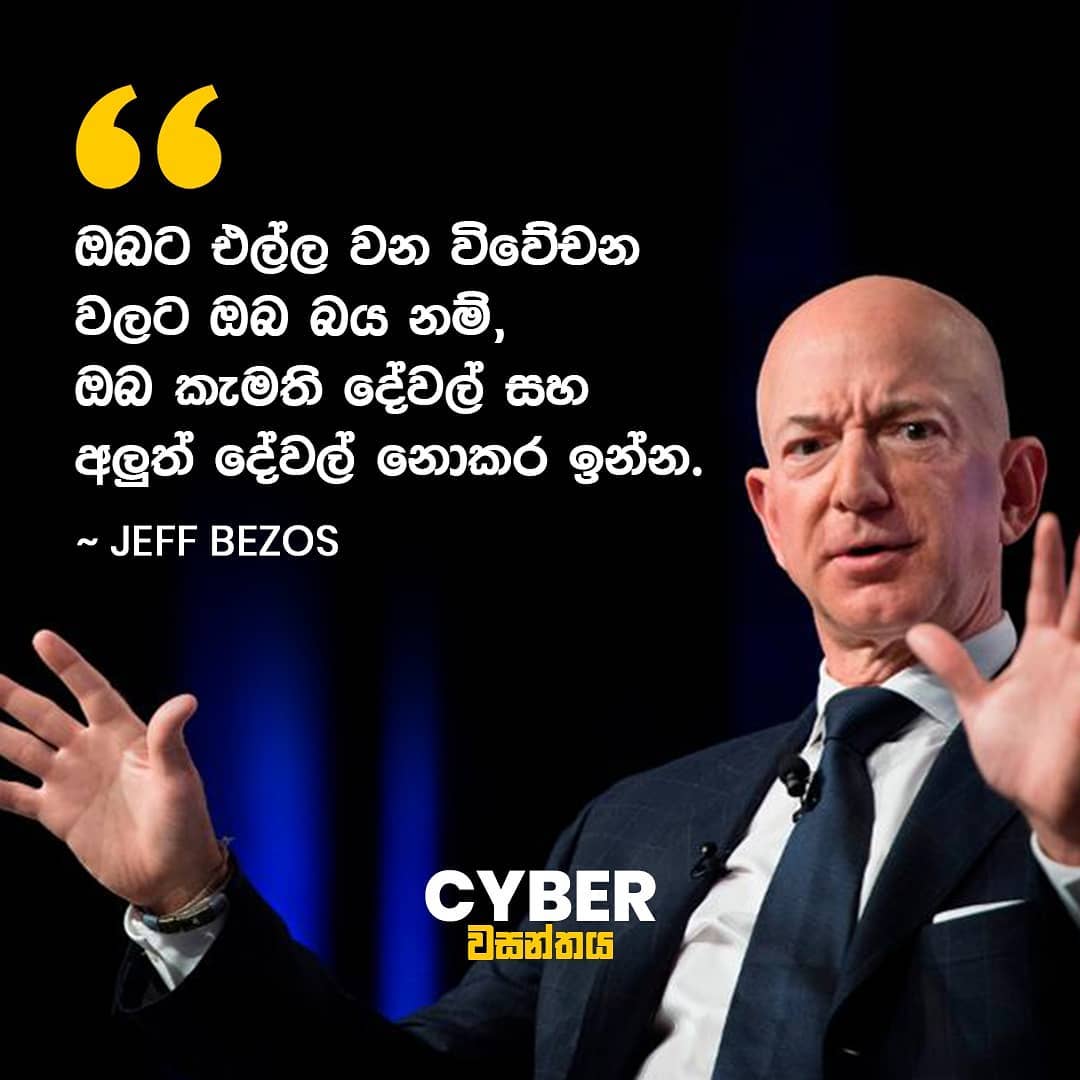 ඔබට එල්ල වන විවේචන
වලට ඔබ බය නම්,
ඔබ කැමති දේවල් සහ
අලුත් දේවල් නොකර ඉන්න.
~ JEFF BEZOS
CYBER
වසන්තය